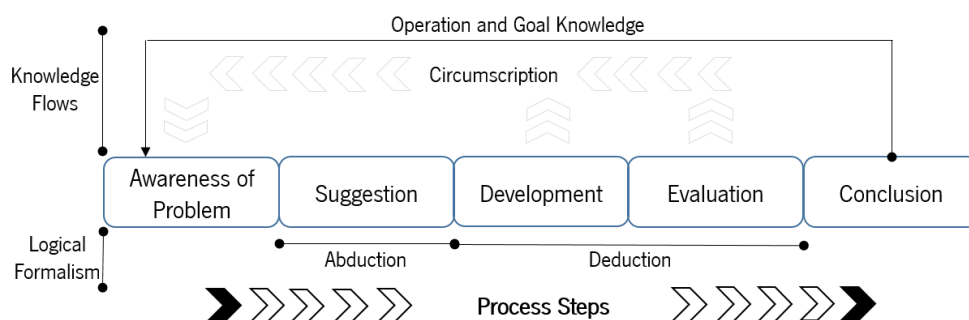 Operation and Goal Knowledge
Knowledge
Flows
Circumscription
Awareness of
Problem
Suggestion
Development
Evaluation
Conclusion
Logical
Formalism
Abduction
Deduction
Process Steps